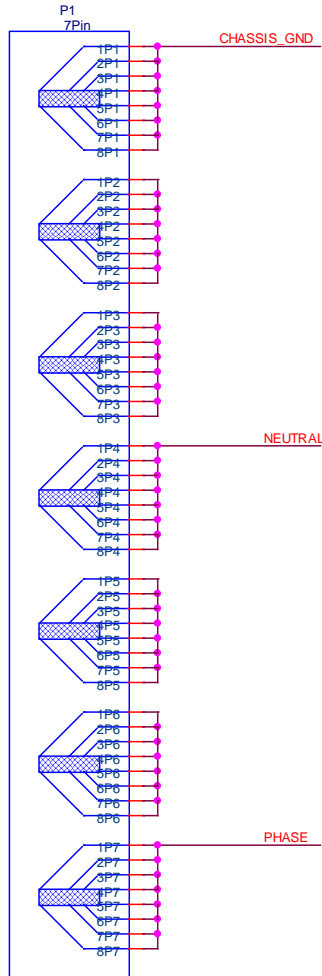 P1
7Pin
CHASSIS_GND
1P1
2P1
3P1
4P1
5P1
6P1
7P1
8P1
1P2
2P2
3P2
4P2
5P2
6P2
7P2
8P2
1P3
2P3
3P3
4P3
5P3
6P3
7P3
8P3
NEUTRAL
1P4
2P4
3P4
4P4
5P4
6P4
7P4
8P4
1P5
2P5
3P5
4P5
5P5
6P5
7P5
8P5
1P6
2P6
3P6
4P6
5P6
6P6
7P6
8P6
PHASE
1P7
2P7
3P7
4P7
5P7
6P7
7P7
8P7